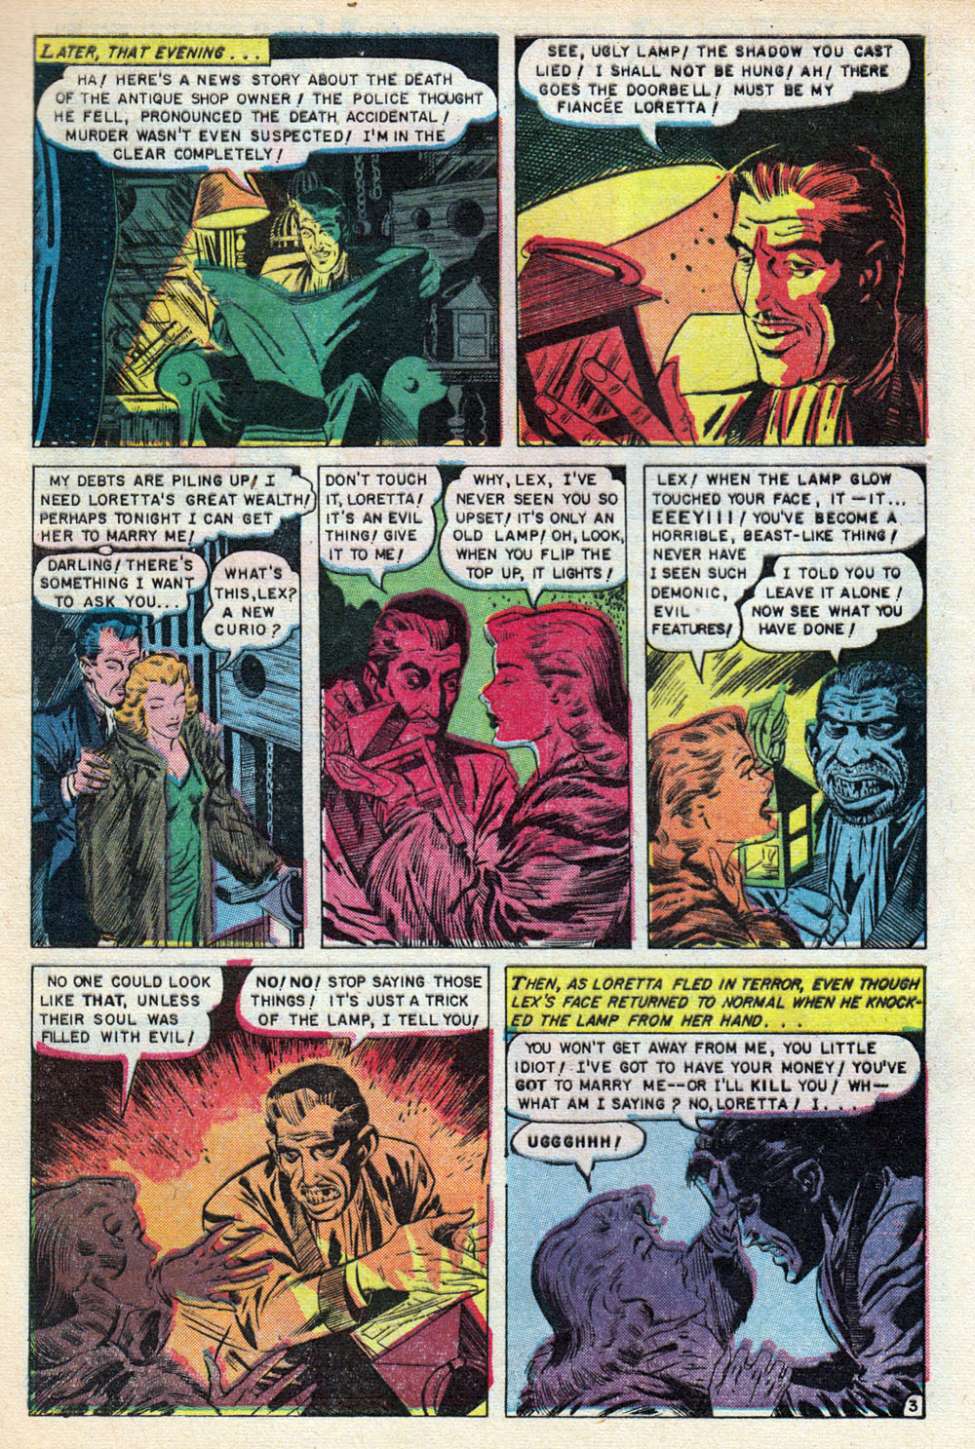 LATER, THAT EVENING...
HA! HERE'S A NEWS STORY ABOUT THE DEATH
OF THE ANTIQUE SHOP OWNER! THE POLICE THOUGHT
HE FELL, PRONOUNCED THE DEATH, ACCIDENTAL!
MURDER WASN'T EVEN SUSPECTED! I'M IN THE
CLEAR COMPLETELY!
SEE, UGLY LAMP! THE SHADOW YOU CAST
LIED! I SHALL NOT BE HUNG! AH! THERE
GOES THE DOORBELL! MUST BE MY
FIANCÉE LORETTA!
MY DEBTS ARE PILING UP! I
NEED LORETTA'S GREAT WEALTH!
PERHAPS TONIGHT I CAN GET
HER TO MARRY ME!
DARLING! THERE'S
SOMETHING I WANT
TO ASK YOU...
WHAT'S
THIS, LEX?
A NEW
CURIO?
DON'T TOUCH
IT, LORETTA!
IT'S AN EVIL
THING! GIVE
IT TO ME!
WHY, LEX, I'VE
NEVER SEEN YOU SO
UPSET! IT'S ONLY AN
OLD LAMP! OH, LOOK,
WHEN YOU FLIP THE
TOP UP, IT LIGHTS!
LEX! WHEN THE LAMP GLOW
TOUCHED YOUR FACE, IT—IT...
EEEYIII! YOU'VE BECOME A
HORRIBLE, BEAST-LIKE THING!
NEVER HAVE
I SEEN SUCH
DEMONIC,
EVIL
FEATURES!
I TOLD YOU TO
LEAVE IT ALONE!
NOW SEE WHAT YOU
HAVE DONE!
NO ONE COULD LOOK
LIKE THAT, UNLESS
THEIR SOUL WAS
FILLED WITH EVIL!
NO! NO! STOP SAYING THOSE
THINGS! IT'S JUST A TRICK
OF THE LAMP, I TELL YOU!
THEN, AS LORETTA FLED IN TERROR, EVEN THOUGH
LEX'S FACE RETURNED TO NORMAL WHEN HE KNOCK-
ED THE LAMP FROM HER HAND...
YOU WON'T GET AWAY FROM ME, YOU LITTLE
IDIOT! I'VE GOT TO HAVE YOUR MONEY! YOU'VE
GOT TO MARRY ME--OR I'LL KILL YOU! WH—
WHAT AM I SAYING? NO, LORETTA! I...
UGGGHHH!
3